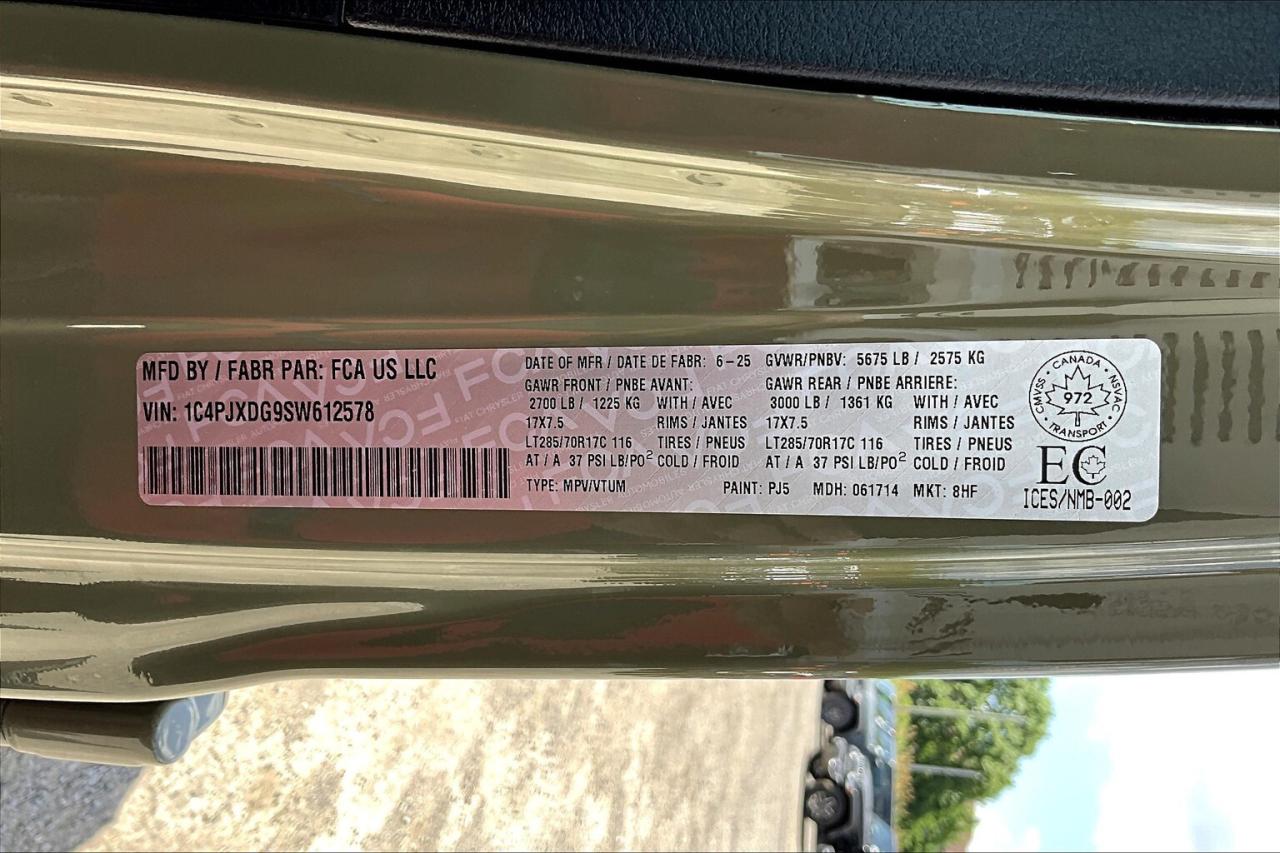 MFD BY / FABR PAR: FCA US LLC
VIN: 1C4PJXDG9SW612578
DATE OF MFR / DATE DE FABR: 6-25 GVWR/PNBV: 5675 LB / 2575 KG
GAWR FRONT / PNBE AVANT: GAWR REAR / PNBE ARRIERE:
2700 LB / 1225 KG WITH / AVEC 3000 LB / 1361 KG WITH / AVEC
17X7.5 RIMS / JANTES 17X7.5 RIMS / JANTES
LT285/70R17C 116 TIRES / PNEUS LT285/70R17C 116 TIRES / PNEUS
AT / A 37 PSI LB/PO² COLD / FROID AT / A 37 PSI LB/PO² COLD / FROID
TYPE: MPV/VTUM PAINT: PJ5 MDH: 061714 MKT: 8HF
CANADA
CMVSS 972 NSVAC
TRANSPORT
EC
ICES/NMB-002